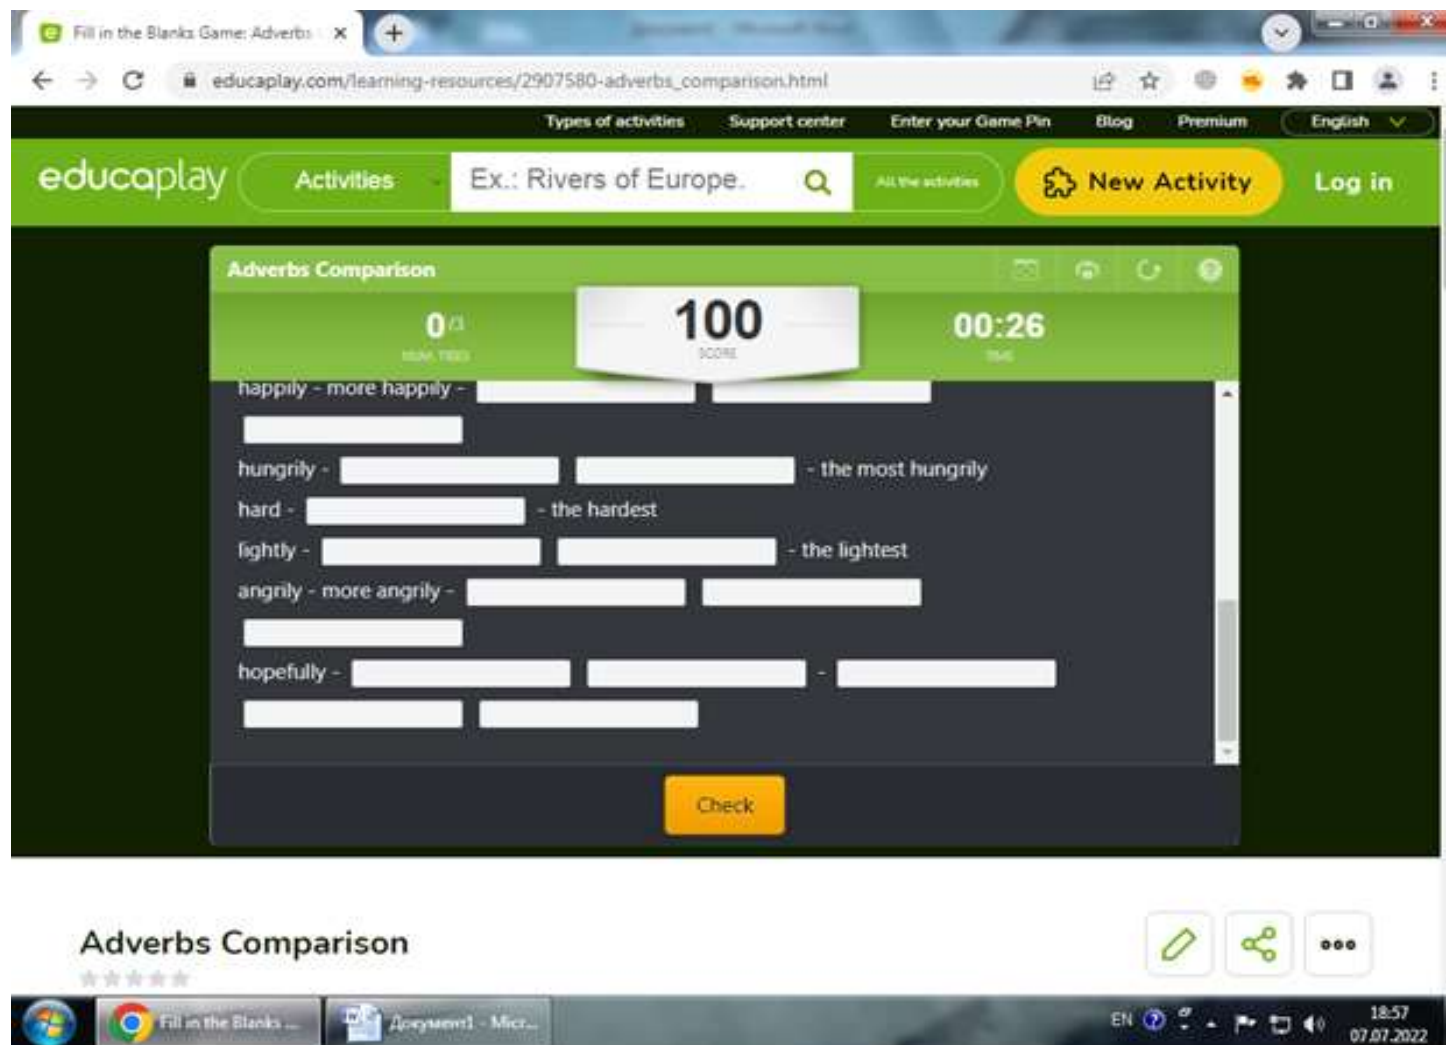 Fill in the Blanks Game: Adverbs
educaplay.com/learning-resources/2907580-adverbs_comparison.html
Types of activities Support center Enter your Game Pin Blog Premium English
educaplay Activities Ex.: Rivers of Europe. All the activities New Activity Log in
Adverbs Comparison
0/3 100 00:26
NUM. TRIES SCORE TIME
happily - more happily -
hungrily - - the most hungrily
hard - - the hardest
lightly - - the lightest
angrily - more angrily -
hopefully - -
Check
Adverbs Comparison
Fill in the Blanks ... Документ1 - Micr... EN 18:57
07.07.2022